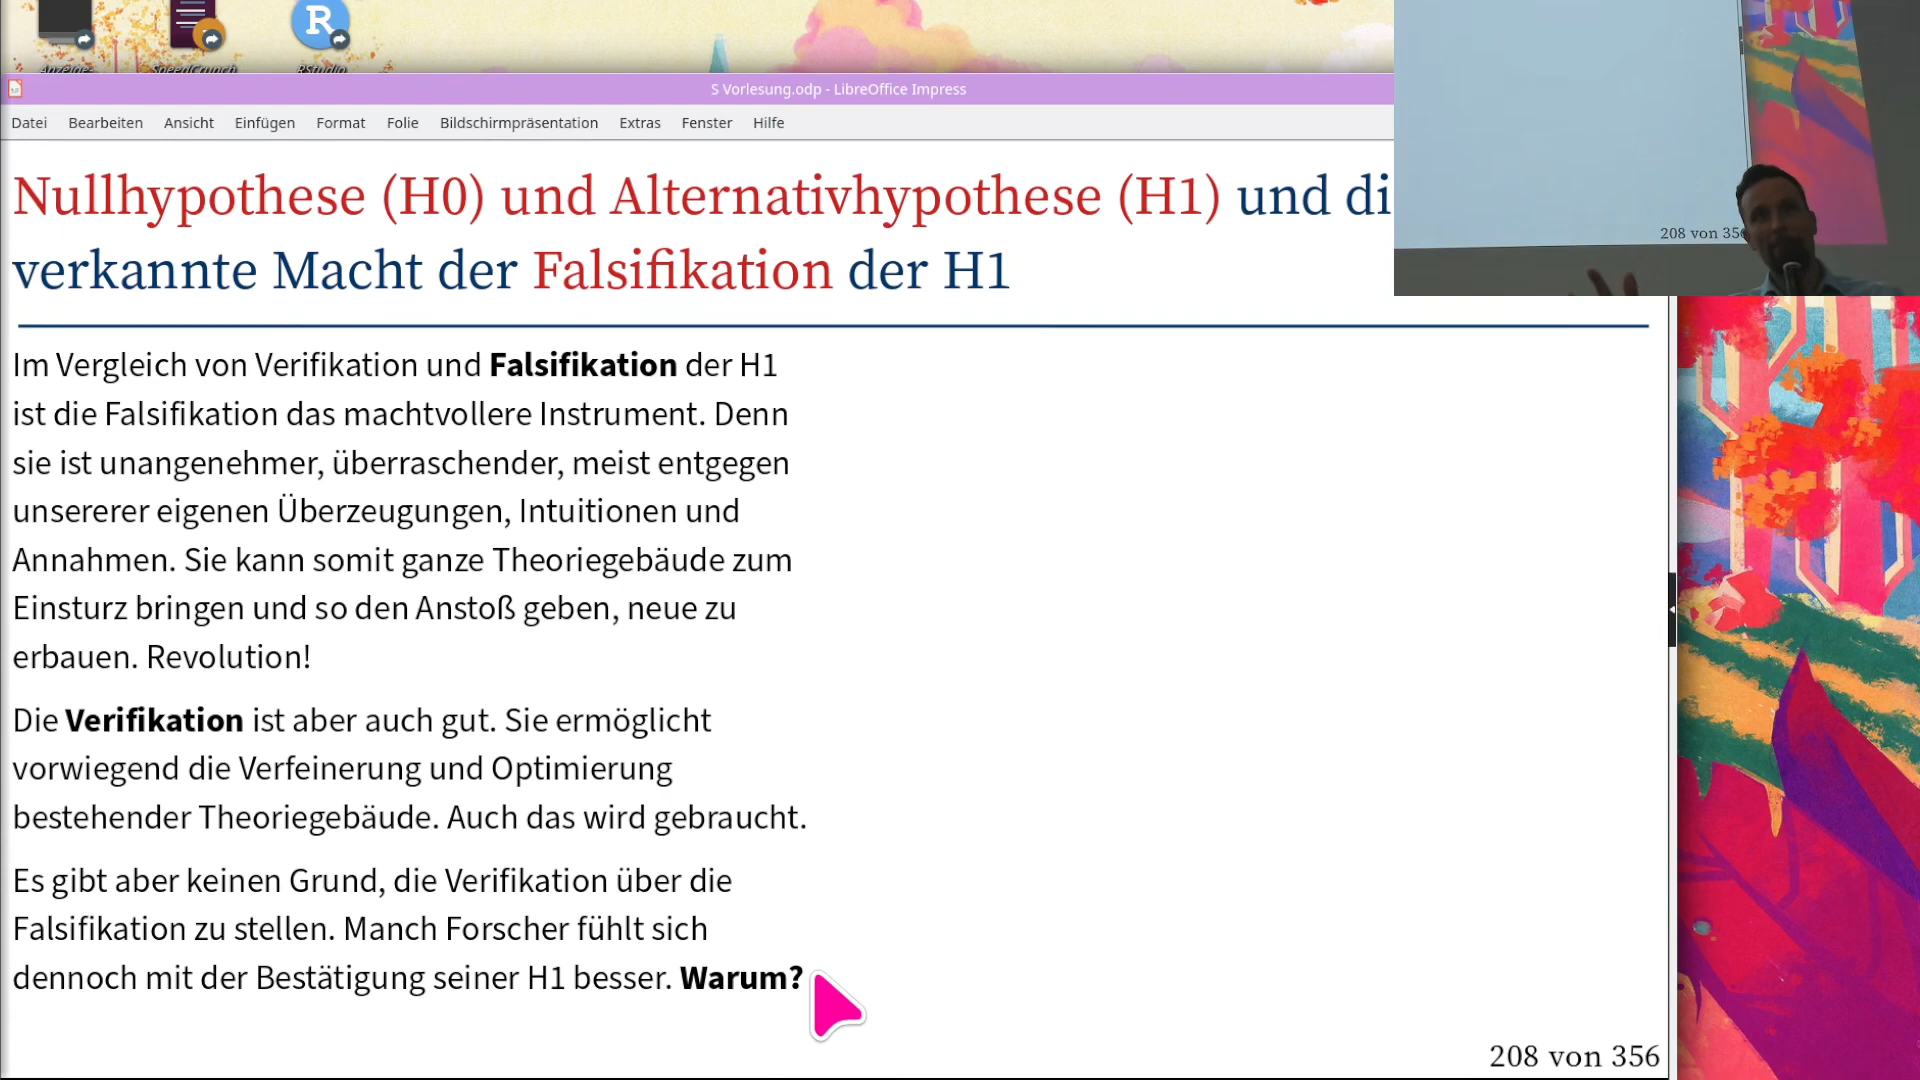 Anzeige-
SpeedCrunch
RStudio
S Vorlesung.odp - LibreOffice Impress
Datei Bearbeiten Ansicht Einfügen Format Folie Bildschirmpräsentation Extras Fenster Hilfe
Nullhypothese (H0) und Alternativhypothese (H1) und di
verkannte Macht der Falsifikation der H1
Im Vergleich von Verifikation und Falsifikation der H1
ist die Falsifikation das machtvollere Instrument. Denn
sie ist unangenehmer, überraschender, meist entgegen
unsererer eigenen Überzeugungen, Intuitionen und
Annahmen. Sie kann somit ganze Theoriegebäude zum
Einsturz bringen und so den Anstoß geben, neue zu
erbauen. Revolution!
Die Verifikation ist aber auch gut. Sie ermöglicht
vorwiegend die Verfeinerung und Optimierung
bestehender Theoriegebäude. Auch das wird gebraucht.
Es gibt aber keinen Grund, die Verifikation über die
Falsifikation zu stellen. Manch Forscher fühlt sich
dennoch mit der Bestätigung seiner H1 besser. Warum?
208 von 356
208 von 356